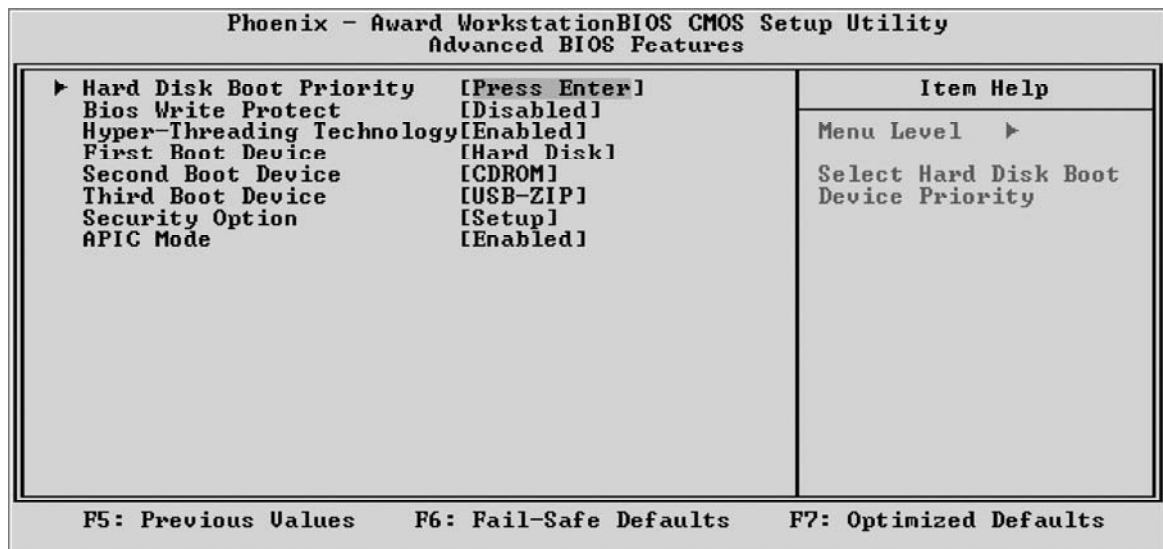 Phoenix - Award WorkstationBIOS CMOS Setup Utility
Advanced BIOS Features
Hard Disk Boot Priority [Press Enter]
Bios Write Protect [Disabled]
Hyper-Threading Technology[Enabled]
First Boot Device [Hard Disk]
Second Boot Device [CDROM]
Third Boot Device [USB-ZIP]
Security Option [Setup]
APIC Mode [Enabled]
Item Help
Menu Level
Select Hard Disk Boot
Device Priority
F5: Previous Values F6: Fail-Safe Defaults F7: Optimized Defaults